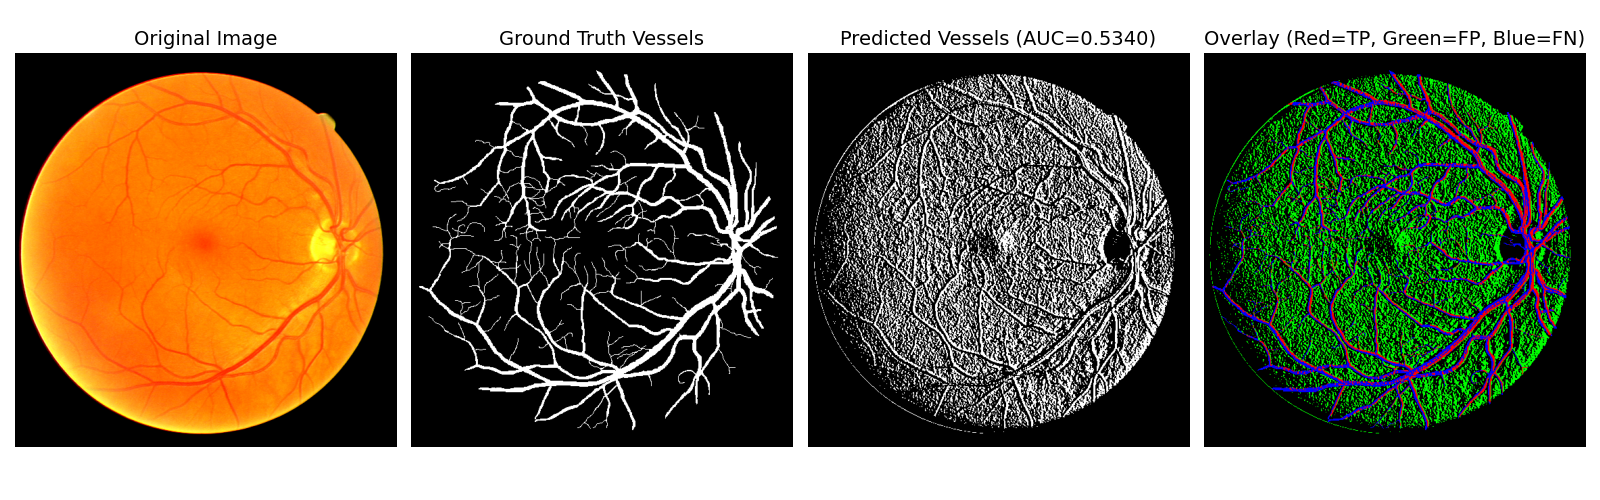 Original Image
Ground Truth Vessels
Predicted Vessels (AUC=0.5340)
Overlay (Red=TP, Green=FP, Blue=FN)